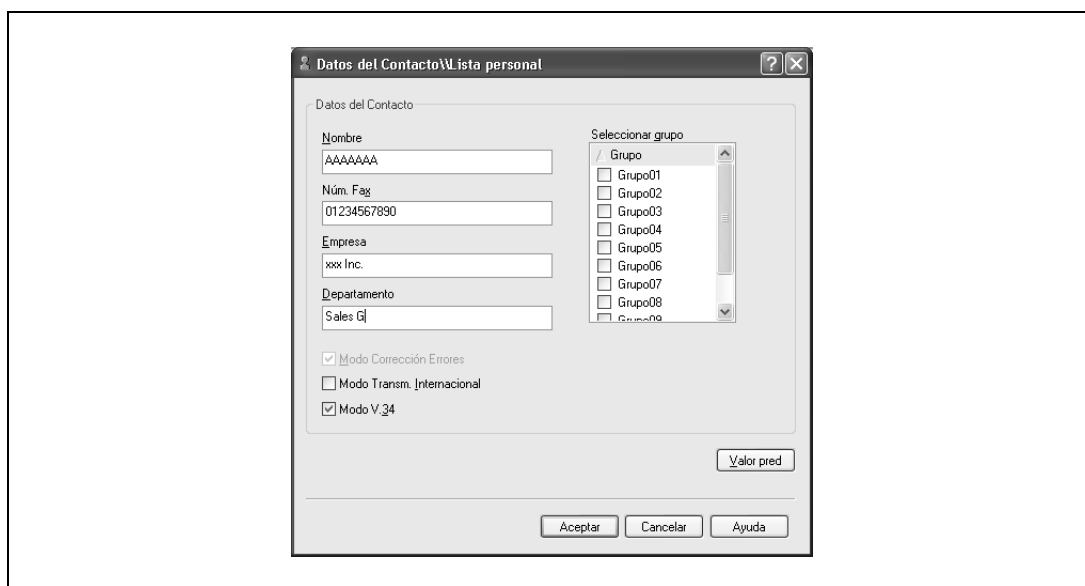 Datos del Contacto\\Lista personal
Datos del Contacto
Nombre
AAAAAAA
Núm. Fax
01234567890
Empresa
xxx Inc.
Departamento
Sales G
Modo Corrección Errores
Modo Transm. Internacional
Modo V.34
Seleccionar grupo
Grupo
Grupo01
Grupo02
Grupo03
Grupo04
Grupo05
Grupo06
Grupo07
Grupo08
Grupo09
Valor pred
Aceptar
Cancelar
Ayuda